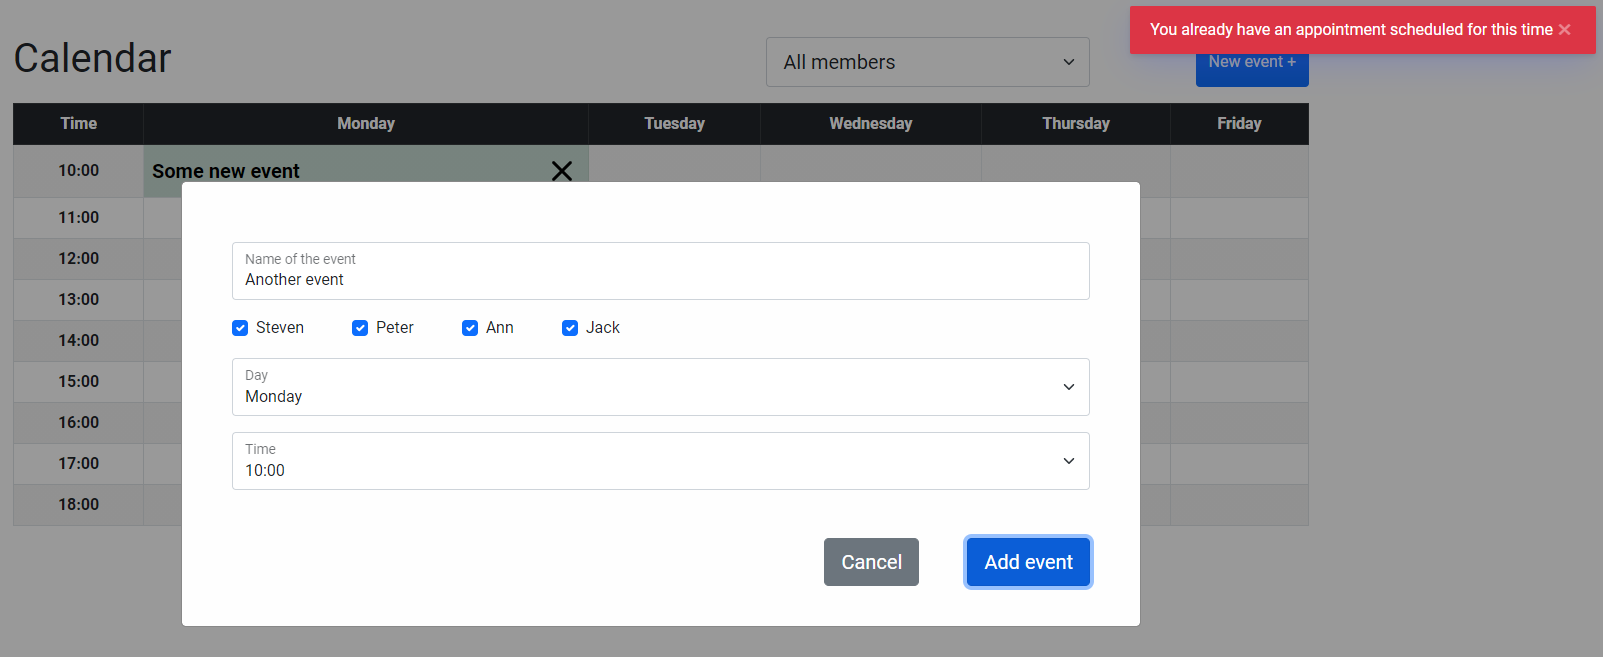 You already have an appointment scheduled for this time ×
Calendar
All members
New event +
Time Monday Tuesday Wednesday Thursday Friday
10:00 Some new event
11:00
12:00
13:00
14:00
15:00
16:00
17:00
18:00
Name of the event
Another event
Steven Peter Ann Jack
Day
Monday
Time
10:00
Cancel Add event